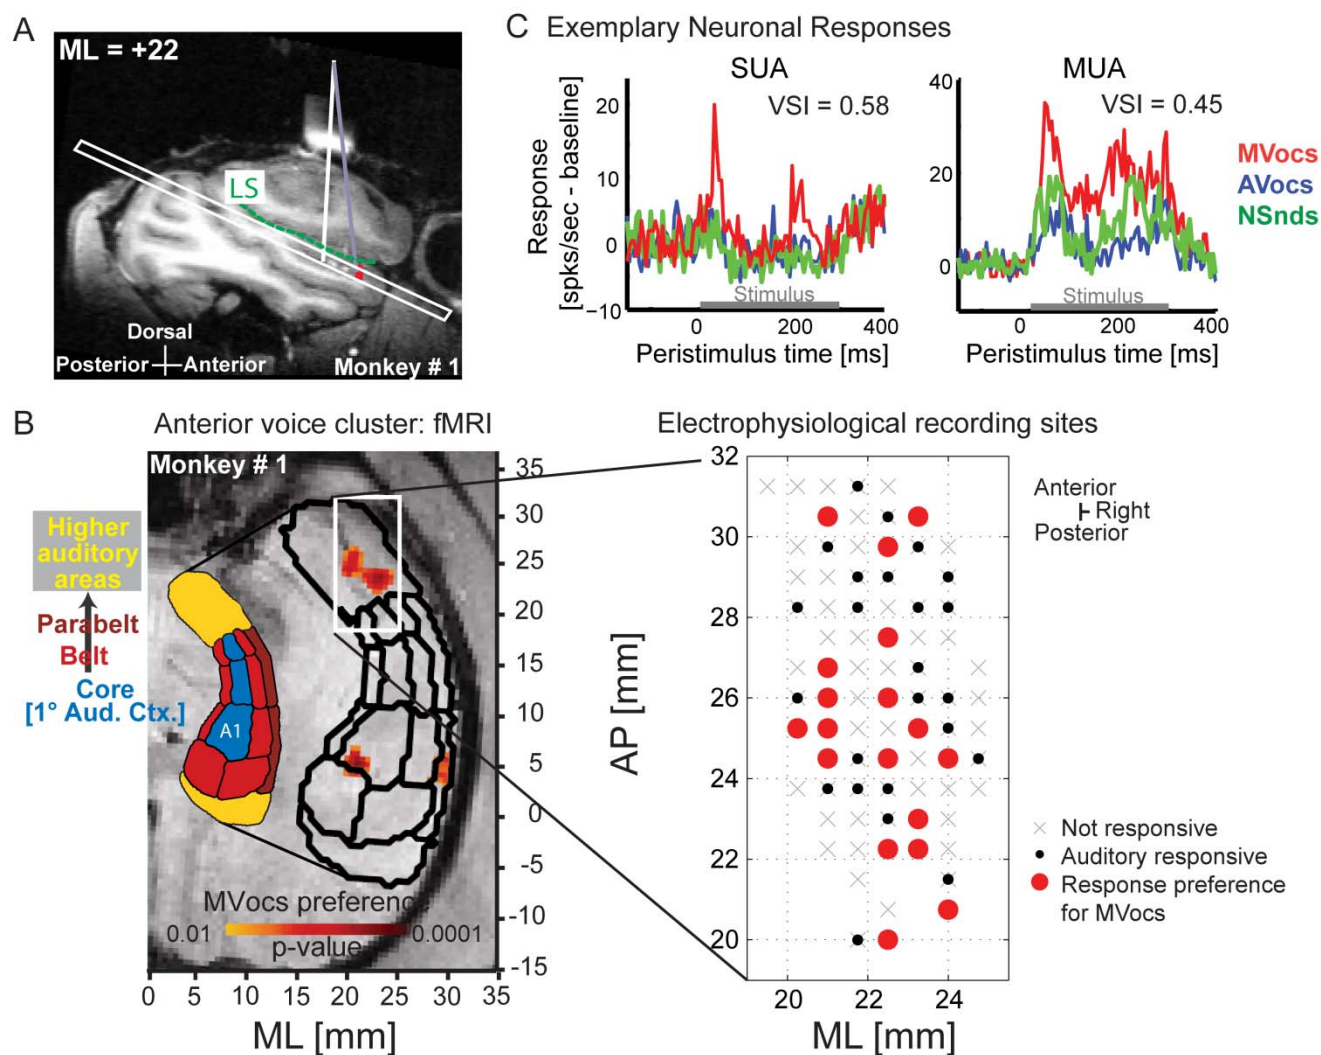 A
ML = +22
LS
Dorsal
Posterior
Anterior
Monkey # 1
C Exemplary Neuronal Responses
SUA
VSI = 0.58
Response
[spks/sec - baseline]
20
10
0
−10
Stimulus
0 200 400
Peristimulus time [ms]
MUA
VSI = 0.45
40
20
0
Stimulus
0 200 400
Peristimulus time [ms]
MVocs
AVocs
NSnds
B
Anterior voice cluster: fMRI
Monkey # 1
Higher
auditory
areas
Parabelt
Belt
Core
[1° Aud. Ctx.]
A1
MVocs preference
0.01 0.0001
p-value
35
30
25
20
15
10
5
0
-5
-10
-15
0 5 10 15 20 25 30 35
ML [mm]
Electrophysiological recording sites
AP [mm]
32
30
28
26
24
22
20
20 22 24
ML [mm]
Anterior
Right
Posterior
Not responsive
Auditory responsive
Response preference
for MVocs